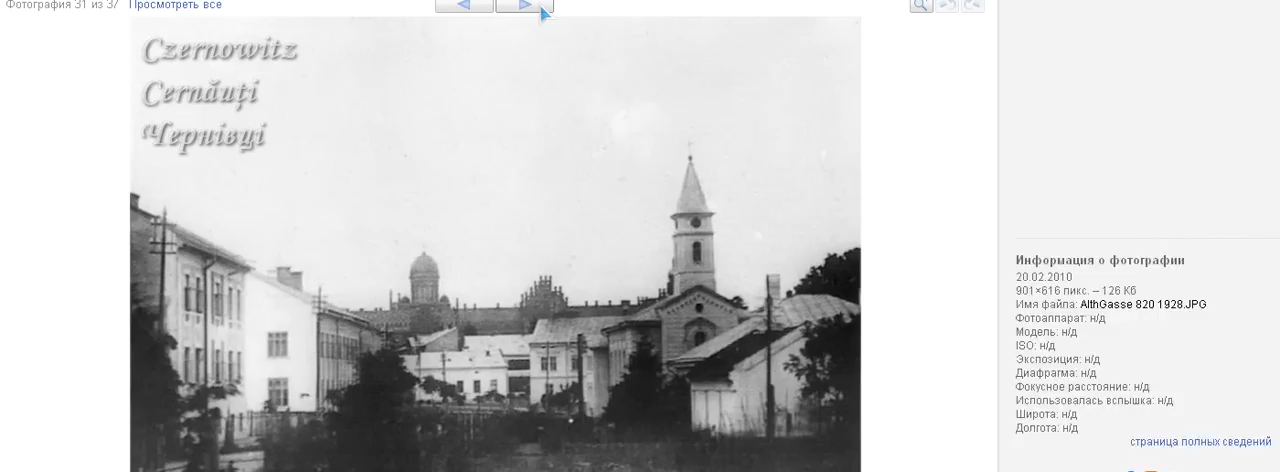 Фотография 31 из 37 Просмотреть все
Czernowitz
Cernăuți
Чернівці
Информация о фотографии
20.02.2010
901×616 пикс. – 126 Кб
Имя файла: AlthGasse 820 1928.JPG
Фотоаппарат: н/д
Модель: н/д
ISO: н/д
Экспозиция: н/д
Диафрагма: н/д
Фокусное расстояние: н/д
Использовалась вспышка: н/д
Широта: н/д
Долгота: н/д
страница полных сведений